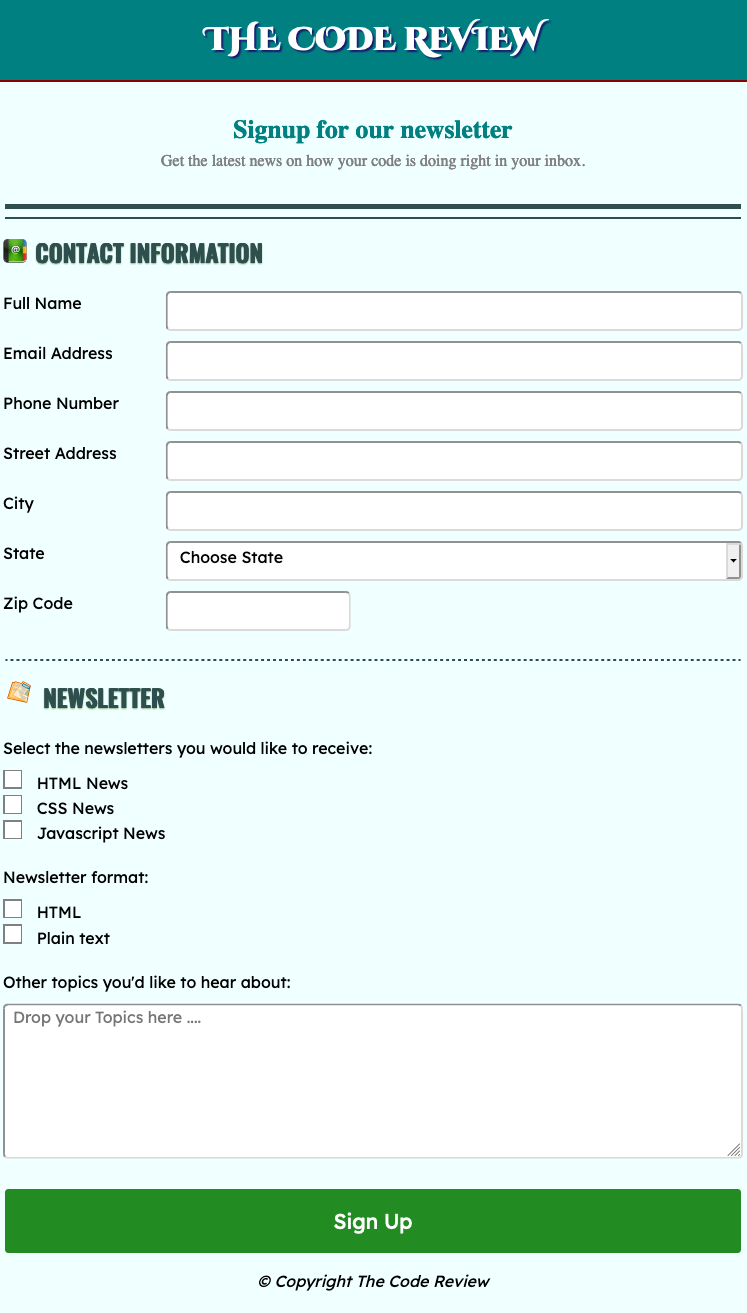 THE CODE REVIEW
Signup for our newsletter
Get the latest news on how your code is doing right in your inbox.
@ CONTACT INFORMATION
Full Name
Email Address
Phone Number
Street Address
City
State Choose State
Zip Code
NEWSLETTER
Select the newsletters you would like to receive:
HTML News
CSS News
Javascript News
Newsletter format:
HTML
Plain text
Other topics you'd like to hear about:
Drop your Topics here ....
Sign Up
© Copyright The Code Review